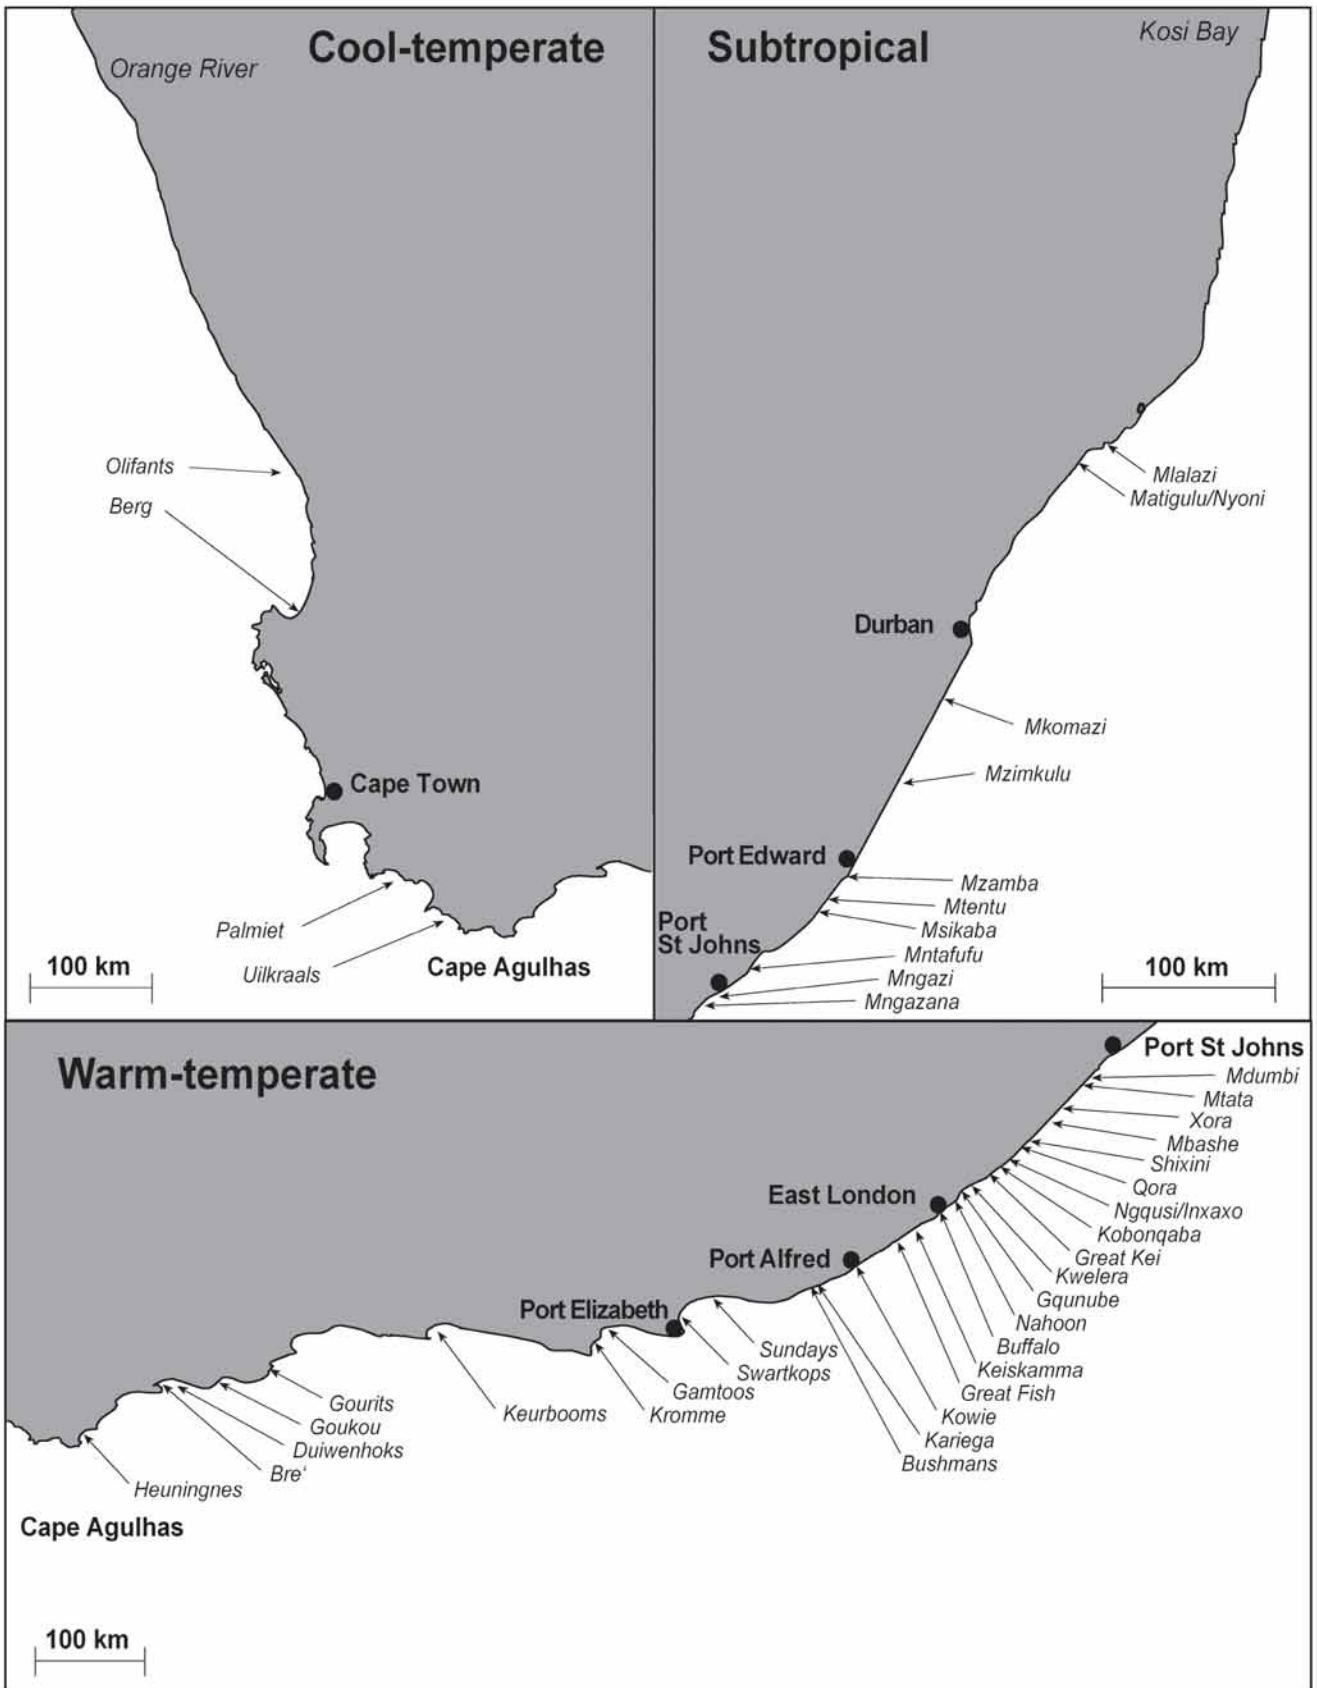 Cool-temperate
Orange River
Olifants
Berg
Cape Town
Palmiet
Uilkraals
Cape Agulhas
100 km
Subtropical
Kosi Bay
Mlalazi
Matigulu/Nyoni
Durban
Mkomazi
Mzimkulu
Port Edward
Mzamba
Mtentu
Port
St Johns
Msikaba
Mntafufu
Mngazi
Mngazana
100 km
Warm-temperate
Port St Johns
Mdumbi
Mtata
Xora
Mbashe
Shixini
Qora
Ngqusi/Inxaxo
Kobonqaba
Great Kei
Kwelera
Gqunube
Nahoon
Buffalo
Keiskamma
Great Fish
Kowie
Kariega
Bushmans
East London
Port Alfred
Port Elizabeth
Sundays
Swartkops
Gamtoos
Kromme
Keurbooms
Gourits
Goukou
Duiwenhoks
Bre'
Heuningnes
Cape Agulhas
100 km